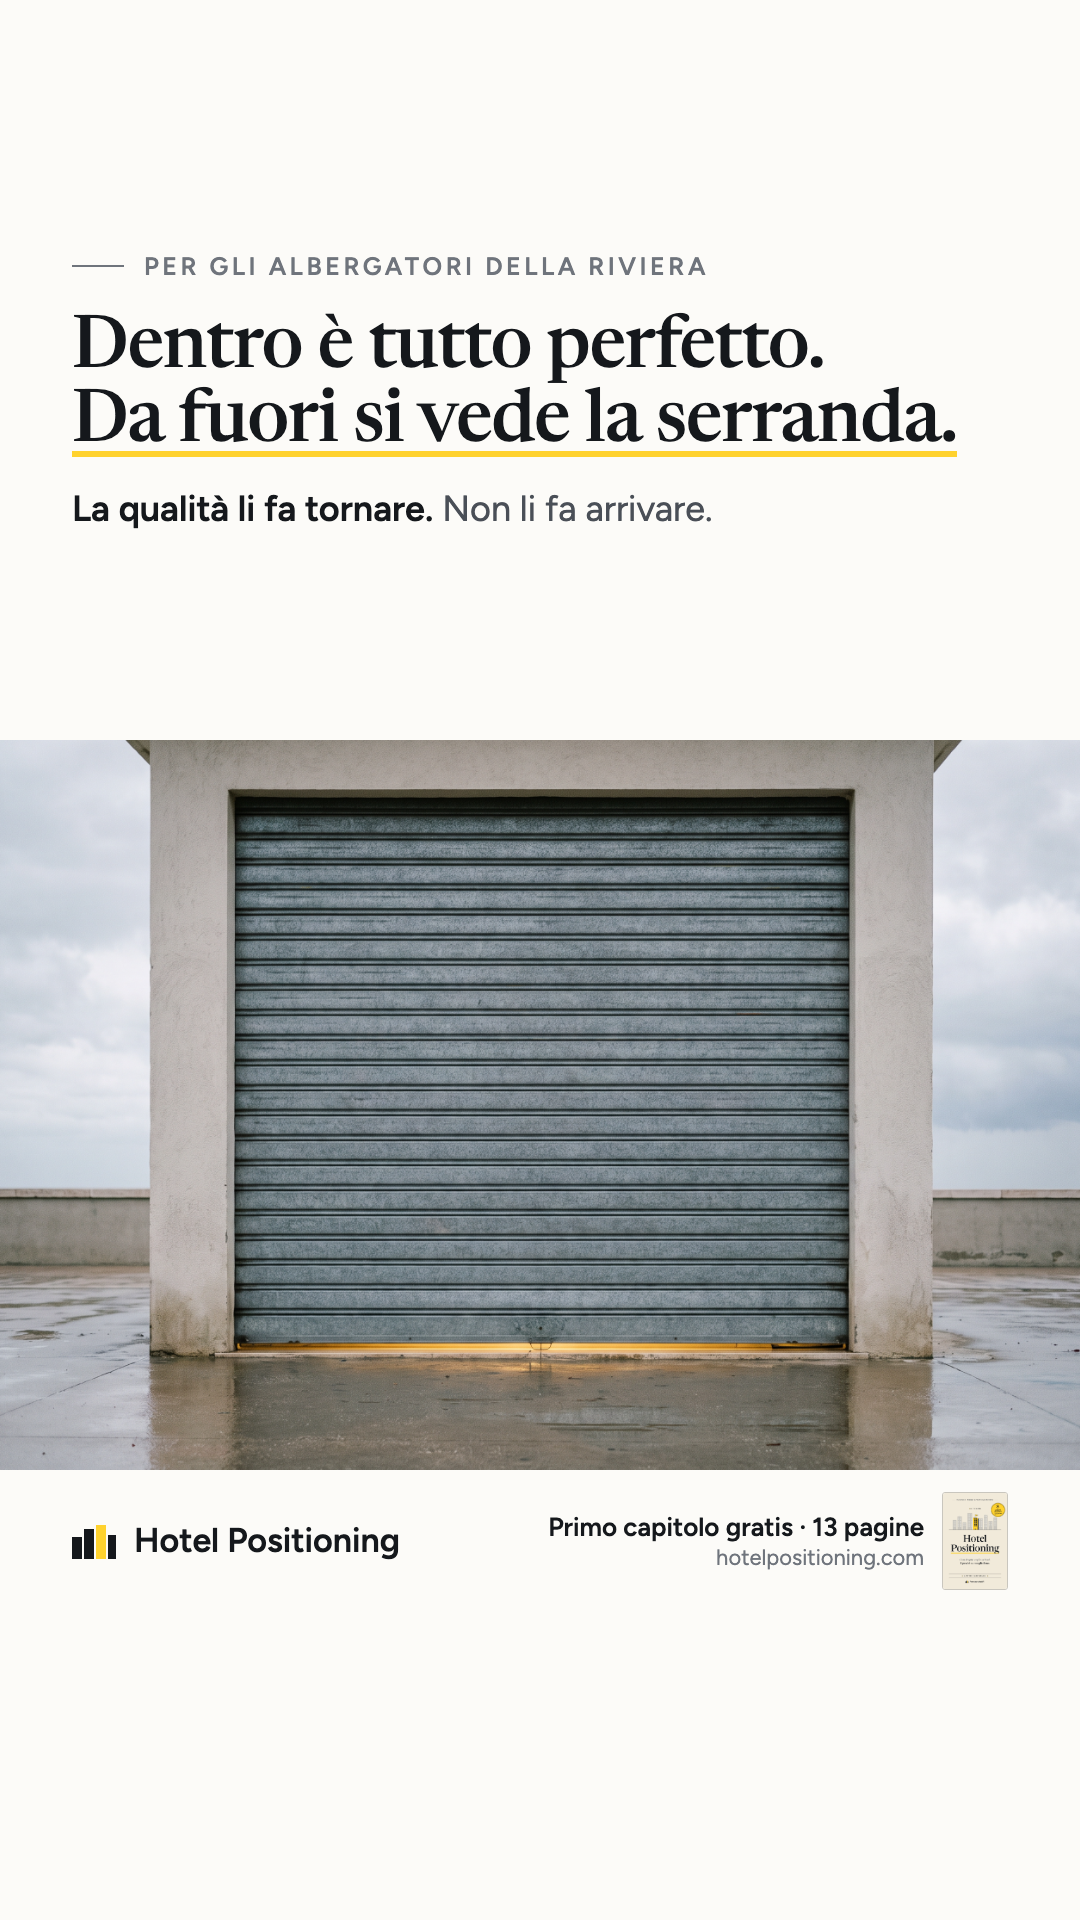 PER GLI ALBERGATORI DELLA RIVIERA
Dentro è tutto perfetto.
Da fuori si vede la serranda.
La qualità li fa tornare. Non li fa arrivare.
Hotel Positioning
Primo capitolo gratis · 13 pagine
hotelpositioning.com
Hotel
Positioning